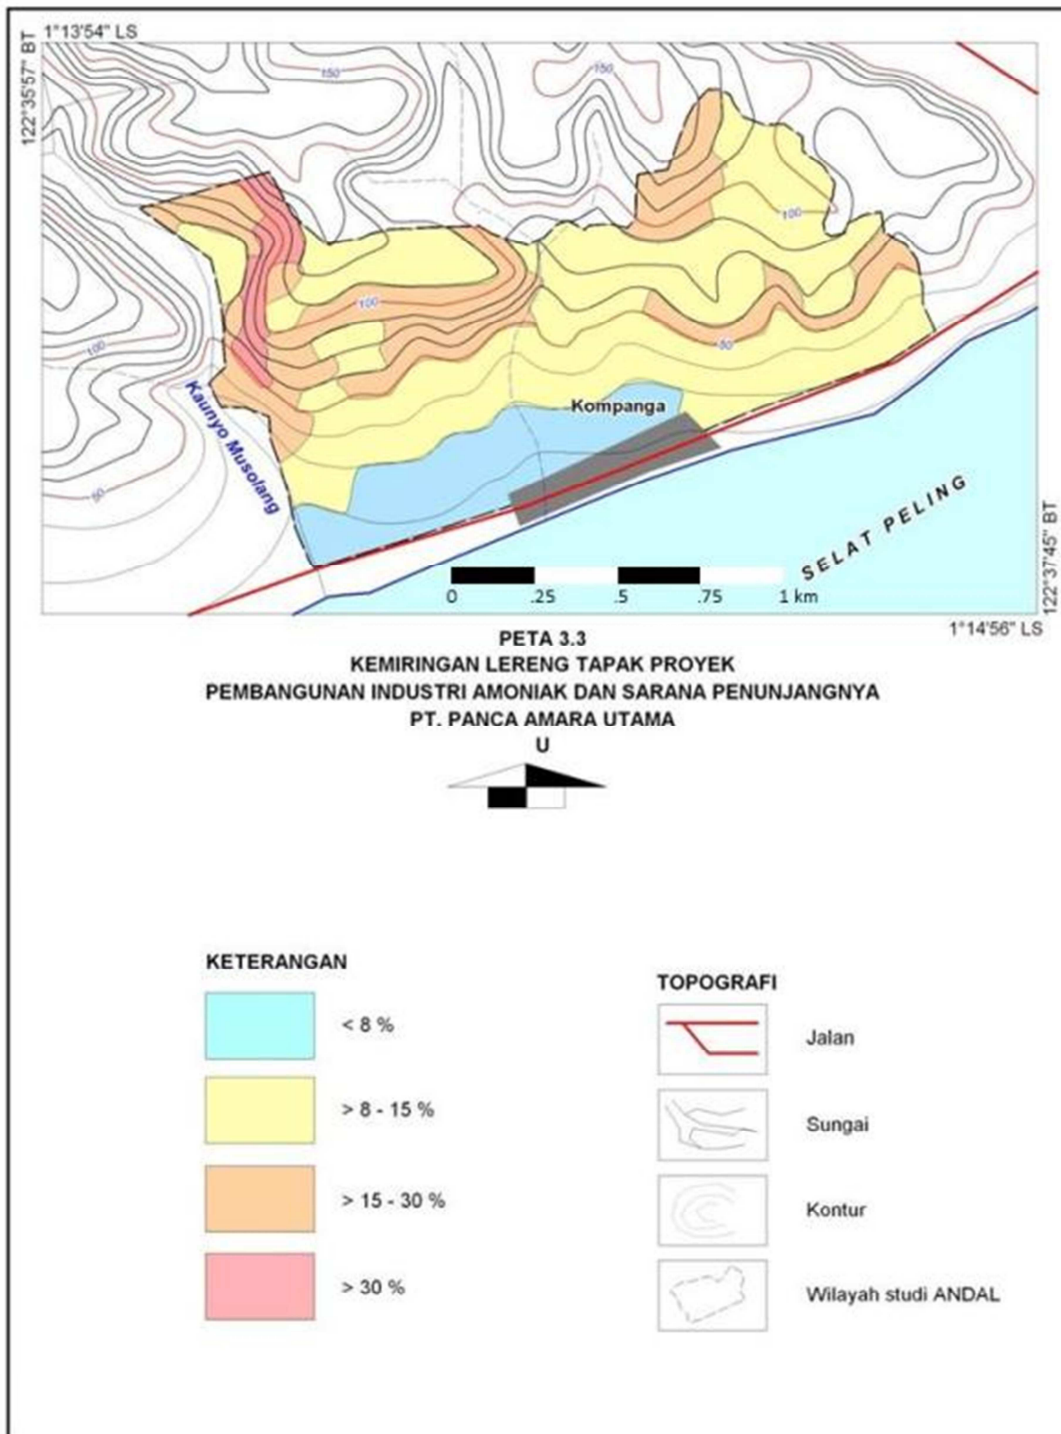 1°13'54" LS
122°35'57" BT
150
150
100
100
100
50
50
Kompanga
Kaunyo Musolang
SELAT PELING
0 .25 .5 .75 1 km
122°37'45" BT
1°14'56" LS
PETA 3.3
KEMIRINGAN LERENG TAPAK PROYEK
PEMBANGUNAN INDUSTRI AMONIAK DAN SARANA PENUNJANGNYA
PT. PANCA AMARA UTAMA
U
KETERANGAN
< 8 %
> 8 - 15 %
> 15 - 30 %
> 30 %
TOPOGRAFI
Jalan
Sungai
Kontur
Wilayah studi ANDAL